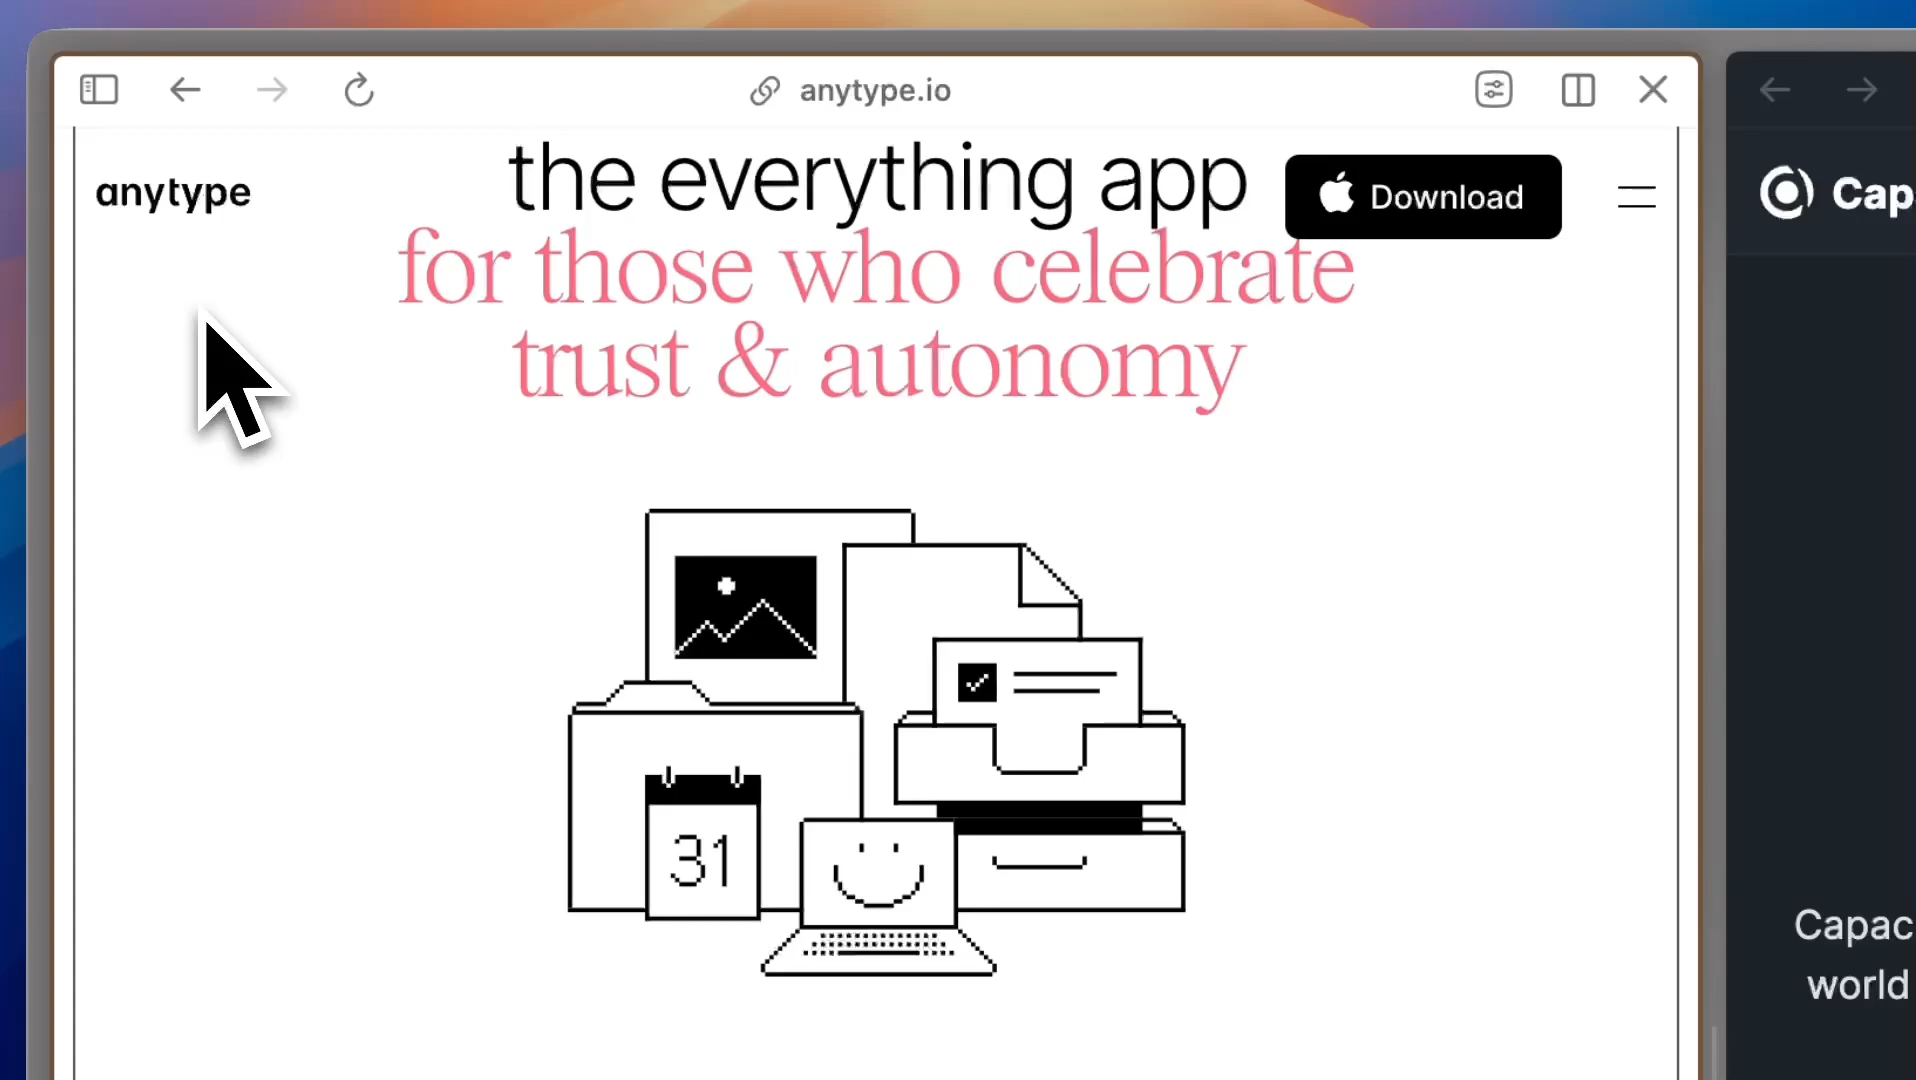 anytype.io
anytype
the everything app
Download
for those who celebrate
trust & autonomy
31
Cap
Capac
world